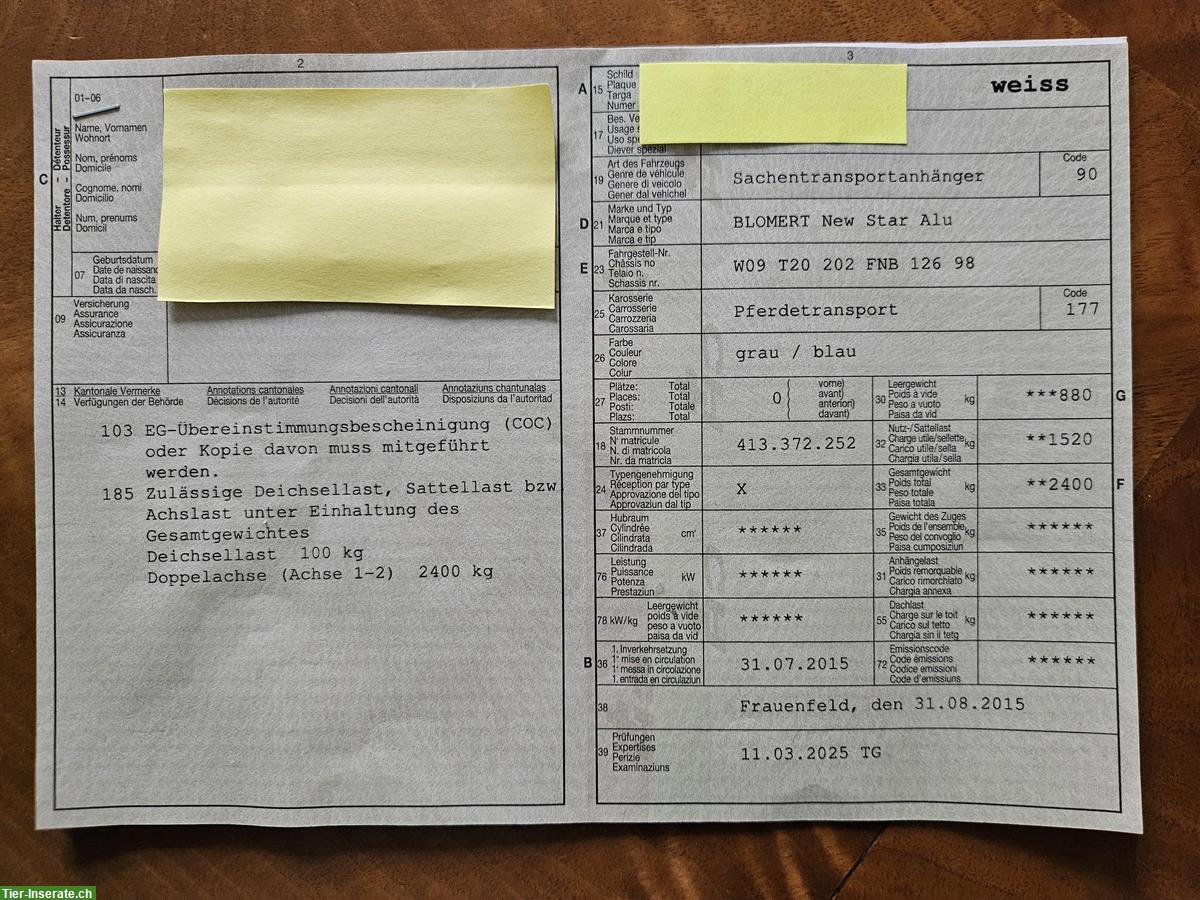 2
01-06
Name, Vornamen
Wohnort
Nom, prénoms
Domicile
Cognome, nomi
Domicilio
Num, prenums
Domicil
C
Halter - Détenteur
Detentore - Possessur
07
Geburtsdatum
Date de naissanc
Data di nascita
Data da nasch.
09
Versicherung
Assurance
Assicurazione
Assicuranza
13 Kantonale Vermerke Annotations cantonales Annotazioni cantonali Annotaziuns chantunalas
14 Verfügungen der Behörde Décisions de l'autorité Decisioni dell'autorità Disposiziuns da l'autoritad
103 EG-Übereinstimmungsbescheinigung (COC)
oder Kopie davon muss mitgeführt
werden.
185 Zulässige Deichsellast, Sattellast bzw
Achslast unter Einhaltung des
Gesamtgewichtes
Deichsellast 100 kg
Doppelachse (Achse 1-2) 2400 kg
3
A 15
Schild
Plaque
Targa
Numer
weiss
17
Bes. Ve
Usage s
Uso spe
Diever spezial
19
Art des Fahrzeugs
Genre de véhicule
Genere di veicolo
Gener dal vehichel
Sachentransportanhänger
Code
90
D 21
Marke und Typ
Marque et type
Marca e tipo
Marca e tip
BLOMERT New Star Alu
E 23
Fahrgestell-Nr.
Châssis no
Telaio n.
Schassis nr.
W09 T20 202 FNB 126 98
25
Karosserie
Carrosserie
Carrozzeria
Carossaria
Pferdetransport
Code
177
26
Farbe
Couleur
Colore
Colur
grau / blau
27
Plätze: Total
Places: Total
Posti: Totale
Plazs: Total
0
vorne)
avant)
anteriori)
davant)
30
Leergewicht
Poids à vide
Peso a vuoto
Paisa da vid
kg
***880
G
18
Stammnummer
N° matricule
N. di matricola
Nr. da matricla
413.372.252
32
Nutz-/Sattellast
Charge utile/sellette
Carico utile/sella
Chargia utila/sella
kg
**1520
24
Typengenehmigung
Réception par type
Approvazione del tipo
Approvaziun dal tip
X
33
Gesamtgewicht
Poids total
Peso totale
Paisa totala
kg
**2400
F
37
Hubraum
Cylindrée
Cilindrata
Cilindrada
cm³
******
35
Gewicht des Zuges
Poids de l'ensemble
Peso del convoglio
Paisa cumposiziun
kg
******
76
Leistung
Puissance
Potenza
Prestaziun
kW
******
31
Anhängelast
Poids remorquable
Carico rimorchiato
Chargia annexa
kg
******
78 kW/kg
Leergewicht
poids à vide
peso a vuoto
paisa da vid
******
55
Dachlast
Charge sur le toit
Carico sul tetto
Chargia sin il tetg
kg
******
B 36
1. Inverkehrsetzung
1re mise en circulation
1a messa in circolazione
1. entrada en circulaziun
31.07.2015
72
Emissionscode
Code émissions
Codice emissioni
Code d'emissiuns
******
38
Frauenfeld, den 31.08.2015
39
Prüfungen
Expertises
Perizie
Examinaziuns
11.03.2025 TG
Tier-Inserate.ch